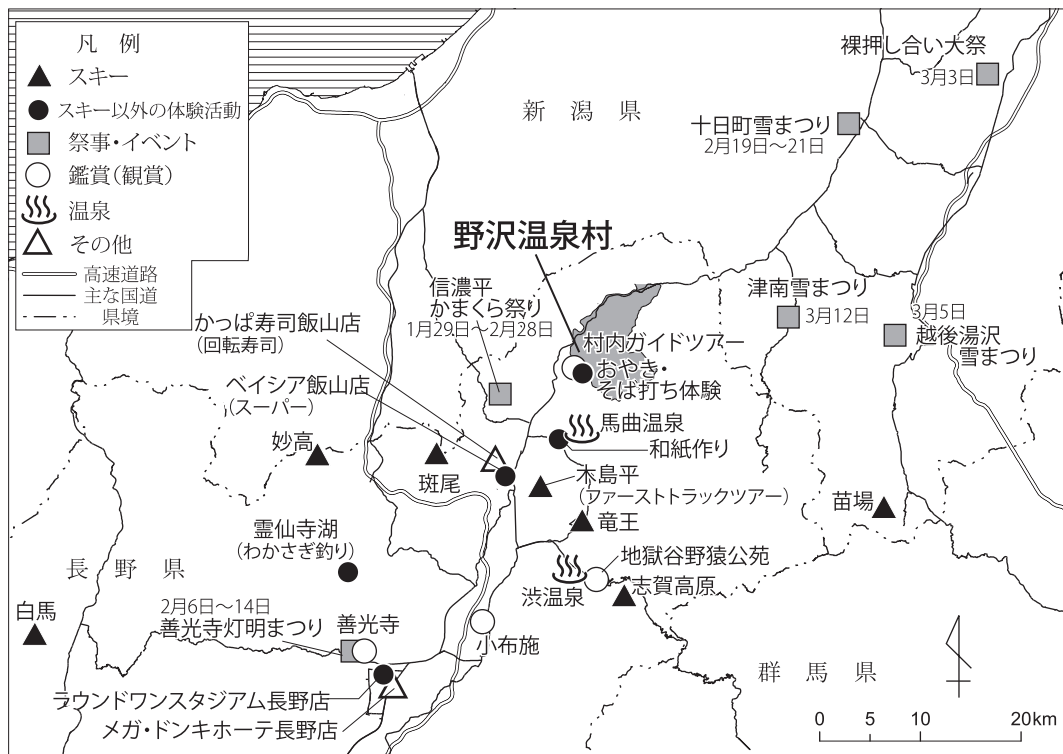 凡 例
スキー
スキー以外の体験活動
祭事・イベント
鑑賞(観賞)
温泉
その他
高速道路
主な国道
県境
新 潟 県
裸押し合い大祭
3月3日
十日町雪まつり
2月19日〜21日
野沢温泉村
信濃平
かまくら祭り
1月29日〜2月28日
津南雪まつり
3月12日
3月5日
越後湯沢
雪まつり
かっぱ寿司飯山店
(回転寿司)
村内ガイドツアー
おやき・
そば打ち体験
ベイシア飯山店
(スーパー)
馬曲温泉
和紙作り
妙高
斑尾
木島平
(ファーストトラックツアー)
竜王
苗場
霊仙寺湖
(わかさぎ釣り)
地獄谷野猿公苑
渋温泉
志賀高原
長 野 県
白馬
2月6日〜14日
善光寺灯明まつり
善光寺
小布施
群 馬 県
ラウンドワンスタジアム長野店
メガ・ドンキホーテ長野店
0 5 10 20km